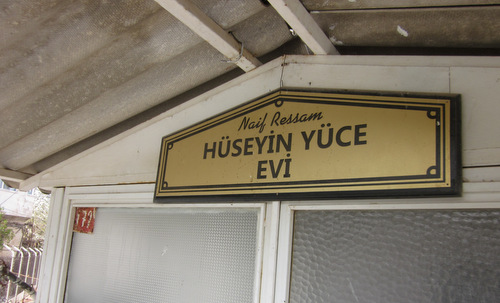 Naif Ressam
HÜSEYİN YÜCE
EVİ